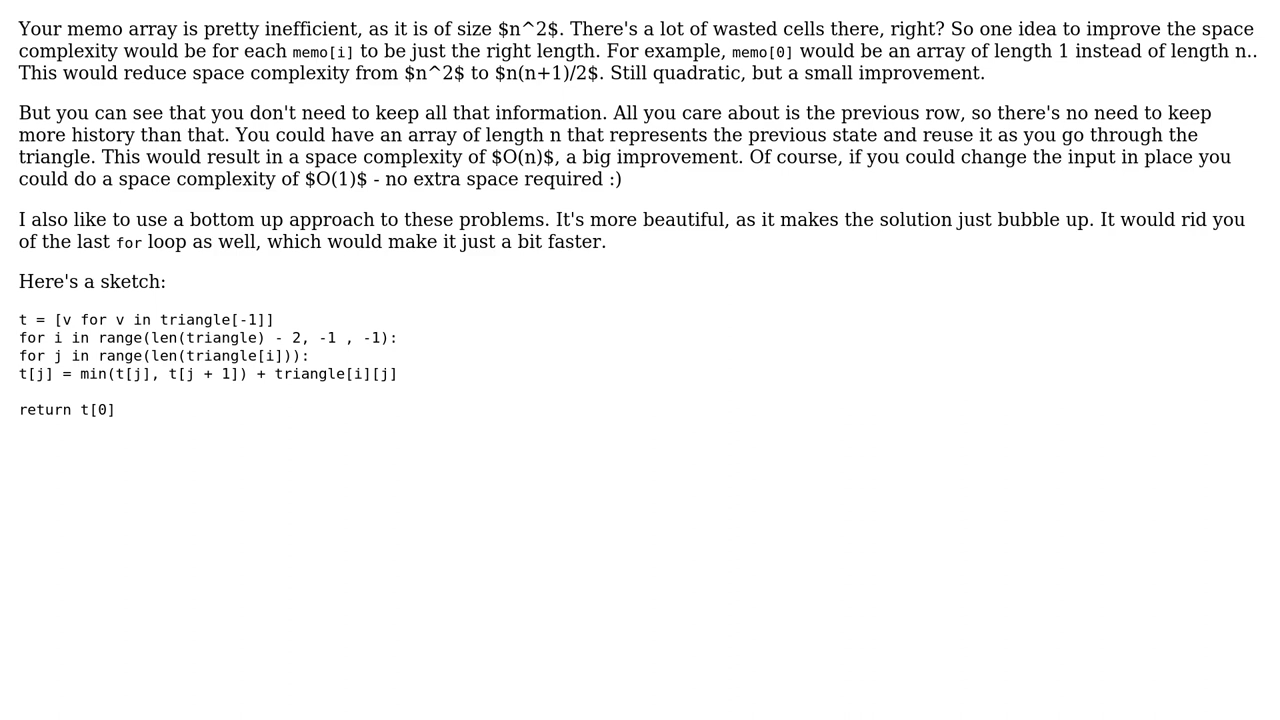 Your memo array is pretty inefficient, as it is of size $n^2$. There's a lot of wasted cells there, right? So one idea to improve the space
complexity would be for each memo[i] to be just the right length. For example, memo[0] would be an array of length 1 instead of length n..
This would reduce space complexity from $n^2$ to $n(n+1)/2$. Still quadratic, but a small improvement.
But you can see that you don't need to keep all that information. All you care about is the previous row, so there's no need to keep
more history than that. You could have an array of length n that represents the previous state and reuse it as you go through the
triangle. This would result in a space complexity of $O(n)$, a big improvement. Of course, if you could change the input in place you
could do a space complexity of $O(1)$ - no extra space required :)
I also like to use a bottom up approach to these problems. It's more beautiful, as it makes the solution just bubble up. It would rid you
of the last for loop as well, which would make it just a bit faster.
Here's a sketch:
t = [v for v in triangle[-1]]
for i in range(len(triangle) - 2, -1 , -1):
for j in range(len(triangle[i])):
t[j] = min(t[j], t[j + 1]) + triangle[i][j]
return t[0]